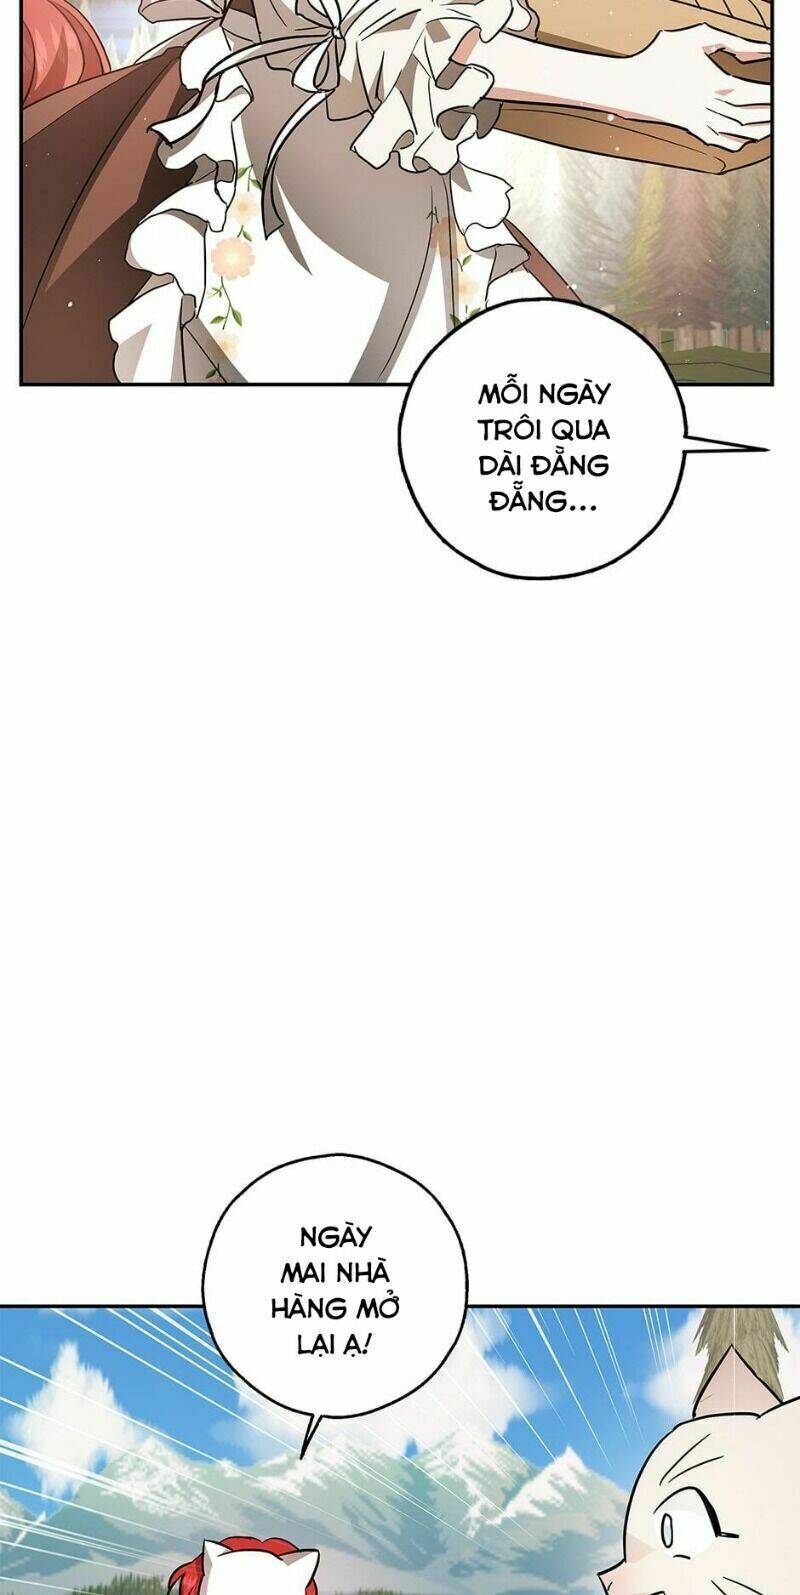 MỖI NGÀY
TRÔI QUA
DÀI ĐẰNG
ĐẴNG...
NGÀY
MAI NHÀ
HÀNG MỞ
LẠI Ạ!